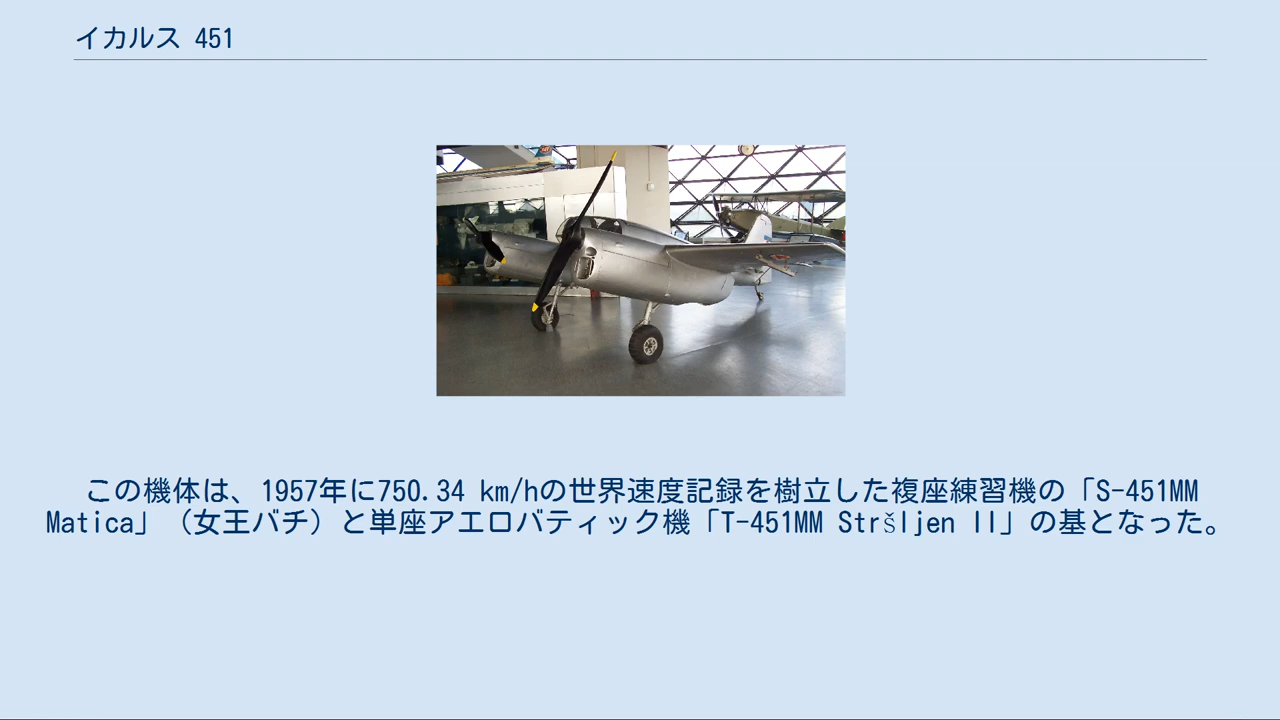 イカルス 451
この機体は、1957年に750.34 km/hの世界速度記録を樹立した複座練習機の「S-451MM
Matica」（女王バチ）と単座アエロバティック機「T-451MM Stršljen II」の基となった。